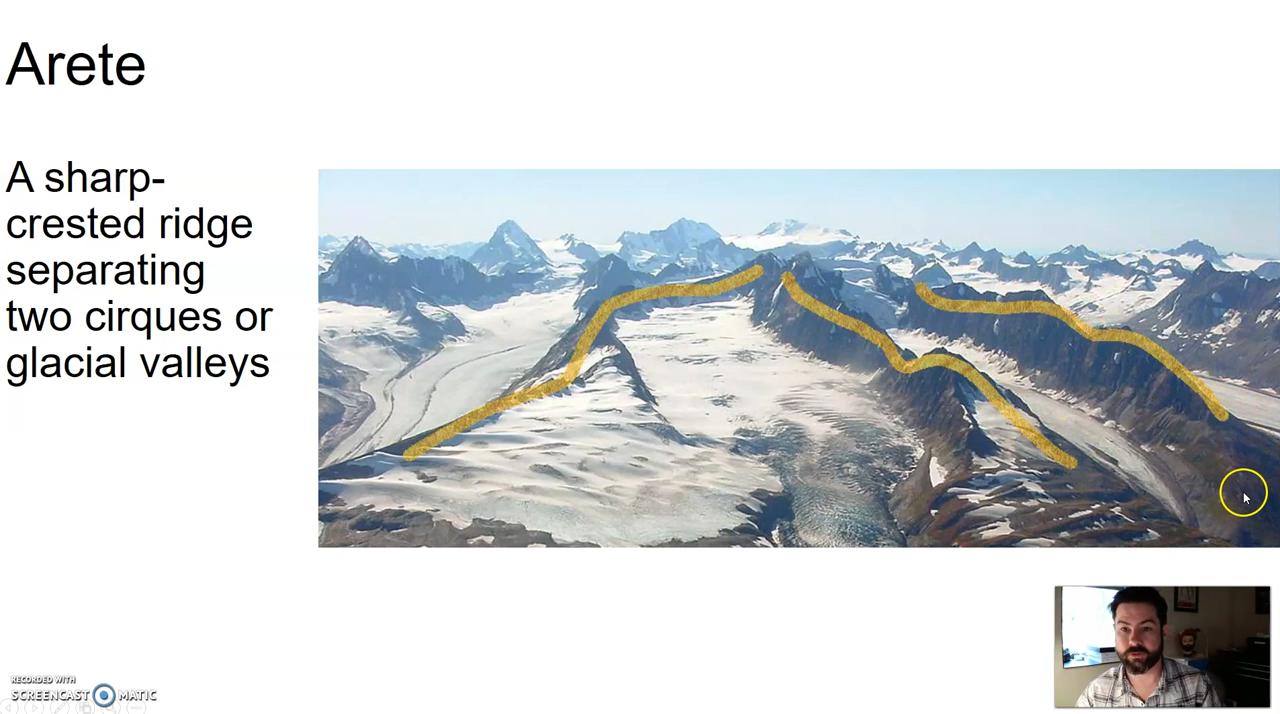 Arete
A sharp-
crested ridge
separating
two cirques or
glacial valleys
RECORDED WITH
SCREENCAST MATIC